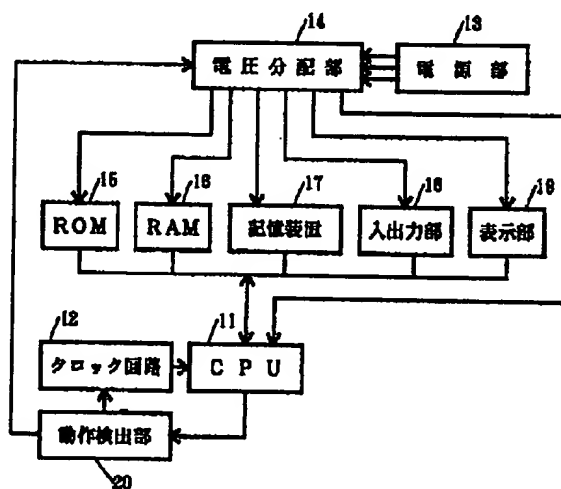 14
13
電圧分配部
電源部
15
16
17
18
19
ROM
RAM
記憶装置
入出力部
表示部
12
11
クロック回路
CPU
動作検出部
20